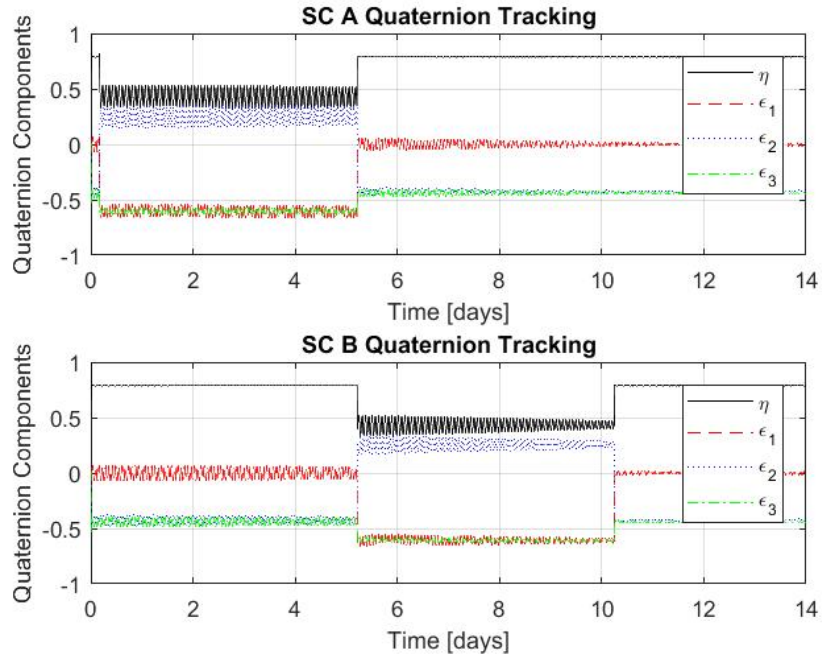 SC A Quaternion Tracking
Quaternion Components
1
0.5
0
-0.5
-1
0
2
4
6
8
10
12
14
Time [days]
η
ϵ1
ϵ2
ϵ3
SC B Quaternion Tracking
Quaternion Components
1
0.5
0
-0.5
-1
0
2
4
6
8
10
12
14
Time [days]
η
ϵ1
ϵ2
ϵ3